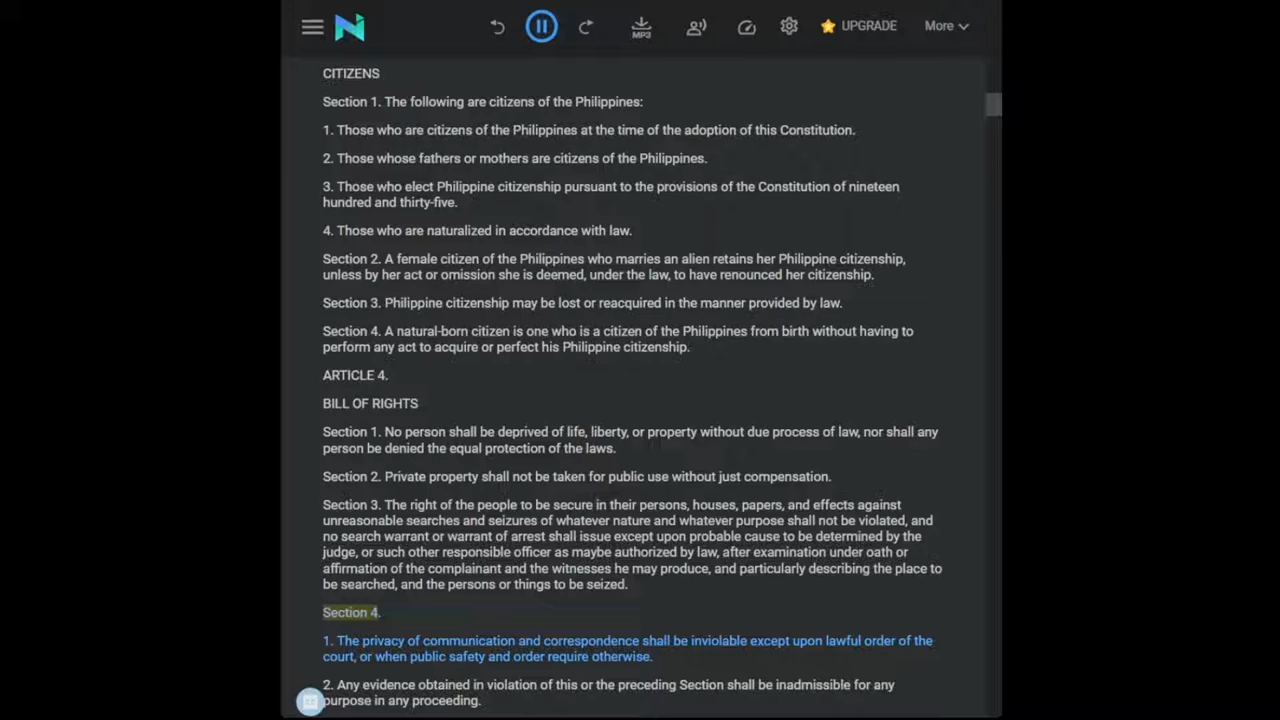 MP3
UPGRADE
More
CITIZENS
Section 1. The following are citizens of the Philippines:
1. Those who are citizens of the Philippines at the time of the adoption of this Constitution.
2. Those whose fathers or mothers are citizens of the Philippines.
3. Those who elect Philippine citizenship pursuant to the provisions of the Constitution of nineteen
hundred and thirty-five.
4. Those who are naturalized in accordance with law.
Section 2. A female citizen of the Philippines who marries an alien retains her Philippine citizenship,
unless by her act or omission she is deemed, under the law, to have renounced her citizenship.
Section 3. Philippine citizenship may be lost or reacquired in the manner provided by law.
Section 4. A natural-born citizen is one who is a citizen of the Philippines from birth without having to
perform any act to acquire or perfect his Philippine citizenship.
ARTICLE 4.
BILL OF RIGHTS
Section 1. No person shall be deprived of life, liberty, or property without due process of law, nor shall any
person be denied the equal protection of the laws.
Section 2. Private property shall not be taken for public use without just compensation.
Section 3. The right of the people to be secure in their persons, houses, papers, and effects against
unreasonable searches and seizures of whatever nature and whatever purpose shall not be violated, and
no search warrant or warrant of arrest shall issue except upon probable cause to be determined by the
judge, or such other responsible officer as maybe authorized by law, after examination under oath or
affirmation of the complainant and the witnesses he may produce, and particularly describing the place to
be searched, and the persons or things to be seized.
Section 4.
1. The privacy of communication and correspondence shall be inviolable except upon lawful order of the
court, or when public safety and order require otherwise.
2. Any evidence obtained in violation of this or the preceding Section shall be inadmissible for any
purpose in any proceeding.